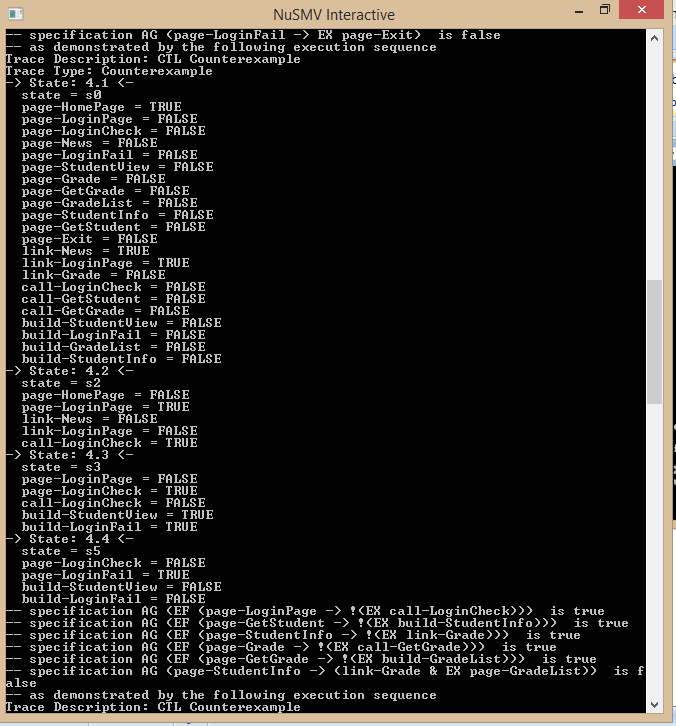 NuSMV Interactive
-- specification AG (page-LoginFail -> EX page-Exit)  is false
-- as demonstrated by the following execution sequence
Trace Description: CTL Counterexample
Trace Type: Counterexample
-> State: 4.1 <-
  state = s0
  page-HomePage = TRUE
  page-LoginPage = FALSE
  page-LoginCheck = FALSE
  page-News = FALSE
  page-LoginFail = FALSE
  page-StudentView = FALSE
  page-Grade = FALSE
  page-GetGrade = FALSE
  page-GradeList = FALSE
  page-StudentInfo = FALSE
  page-GetStudent = FALSE
  page-Exit = FALSE
  link-News = TRUE
  link-LoginPage = TRUE
  link-Grade = FALSE
  call-LoginCheck = FALSE
  call-GetStudent = FALSE
  call-GetGrade = FALSE
  build-StudentView = FALSE
  build-LoginFail = FALSE
  build-GradeList = FALSE
  build-StudentInfo = FALSE
-> State: 4.2 <-
  state = s2
  page-HomePage = FALSE
  page-LoginPage = TRUE
  link-News = FALSE
  link-LoginPage = FALSE
  call-LoginCheck = TRUE
-> State: 4.3 <-
  state = s3
  page-LoginPage = FALSE
  page-LoginCheck = TRUE
  call-LoginCheck = FALSE
  build-StudentView = TRUE
  build-LoginFail = TRUE
-> State: 4.4 <-
  state = s5
  page-LoginCheck = FALSE
  page-LoginFail = TRUE
  build-StudentView = FALSE
  build-LoginFail = FALSE
-- specification AG (EF (page-LoginPage -> !(EX call-LoginCheck)))  is true
-- specification AG (EF (page-GetStudent -> !(EX build-StudentInfo)))  is true
-- specification AG (EF (page-StudentInfo -> !(EX link-Grade)))  is true
-- specification AG (EF (page-Grade -> !(EX call-GetGrade)))  is true
-- specification AG (EF (page-GetGrade -> !(EX build-GradeList)))  is true
-- specification AG (page-StudentInfo -> (link-Grade & EX page-GradeList))  is f
alse
-- as demonstrated by the following execution sequence
Trace Description: CTL Counterexample